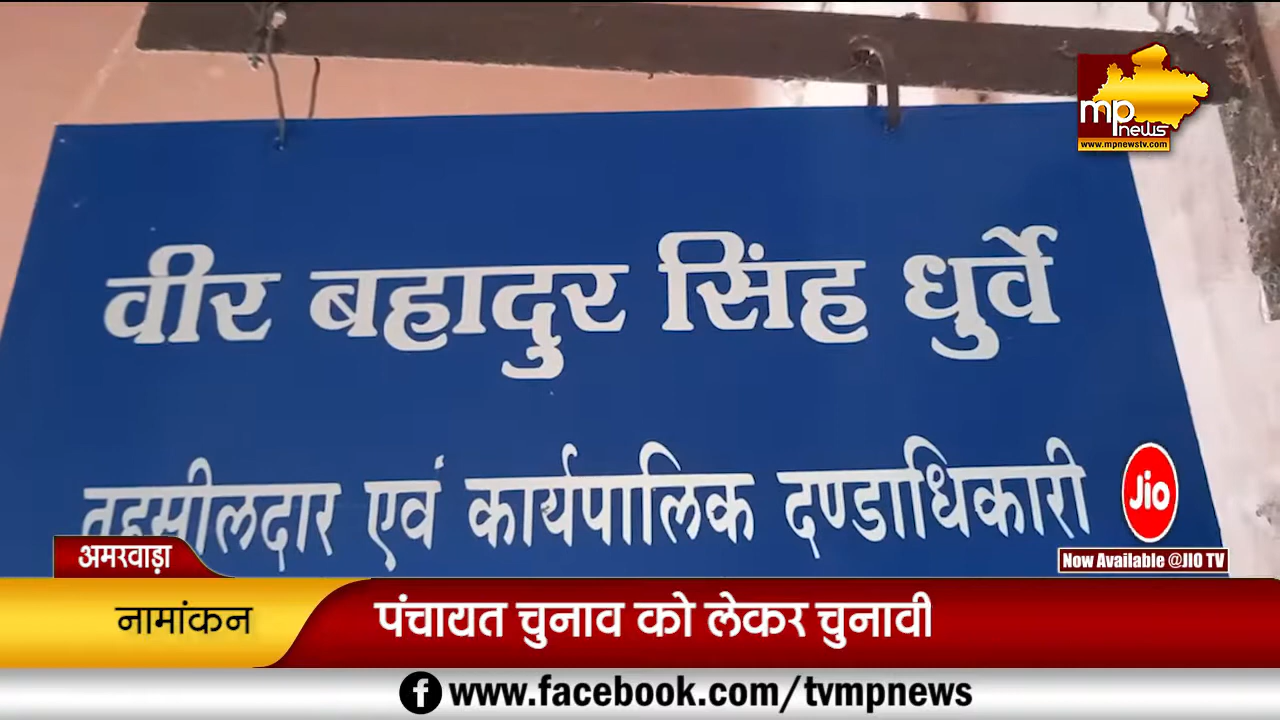 mp news
www.mpnewstv.com
वीर बहादुर सिंह धुर्वे
तहसीलदार एवं कार्यपालिक दण्डाधिकारी
Jio
Now Available @JIO TV
अमरवाड़ा
नामांकन
पंचायत चुनाव को लेकर चुनावी
www.facebook.com/tvmpnews